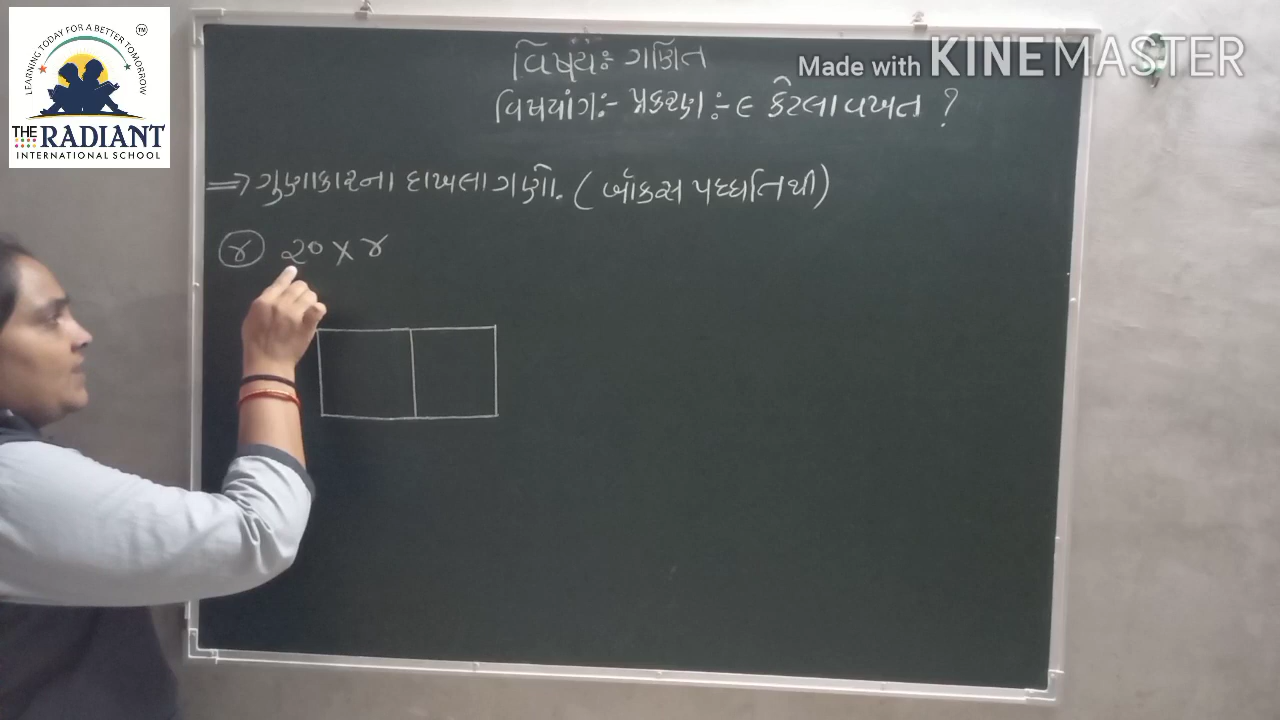 LEARNING TODAY FOR A BETTER TOMORROW
TM
THE RADIANT
INTERNATIONAL SCHOOL
Made with KINEMASTER
વિષય:- ગણિત
વિષયાંગ:- પ્રકરણ:- ૯ કેટલા વખત ?
⇒ ગુણાકારના દાખલા ગણો. ( બૉક્સ પધ્ધતિથી)
૪ ૨૦ X ૪